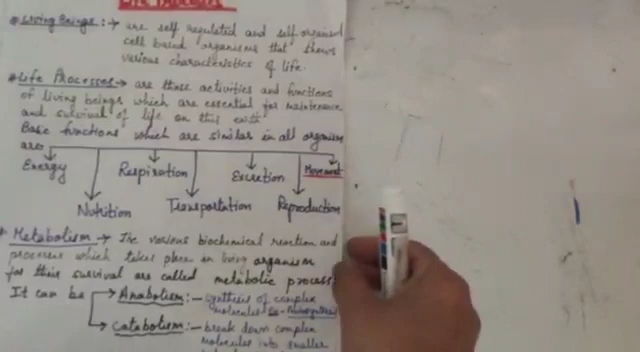 LIFE PROCESSES
* Living Beings :→ are self regulated and self organised
cell based organisms that shows
various characteristics of life.
* Life Processes → are those activities and functions
of living beings which are essential for maintenance
and survival of life on this
Basic functions which are similar in all organism
are
Energy Respiration Excretion Movement
Nutrition Transportation Reproduction
* Metabolism → The various biochemical reaction and
processes which takes place in living organism
for their survival are called metabolic process
It can be → Anabolism :- synthesis of complex
molecules
→ Catabolism :- break down complex
molecules into smaller